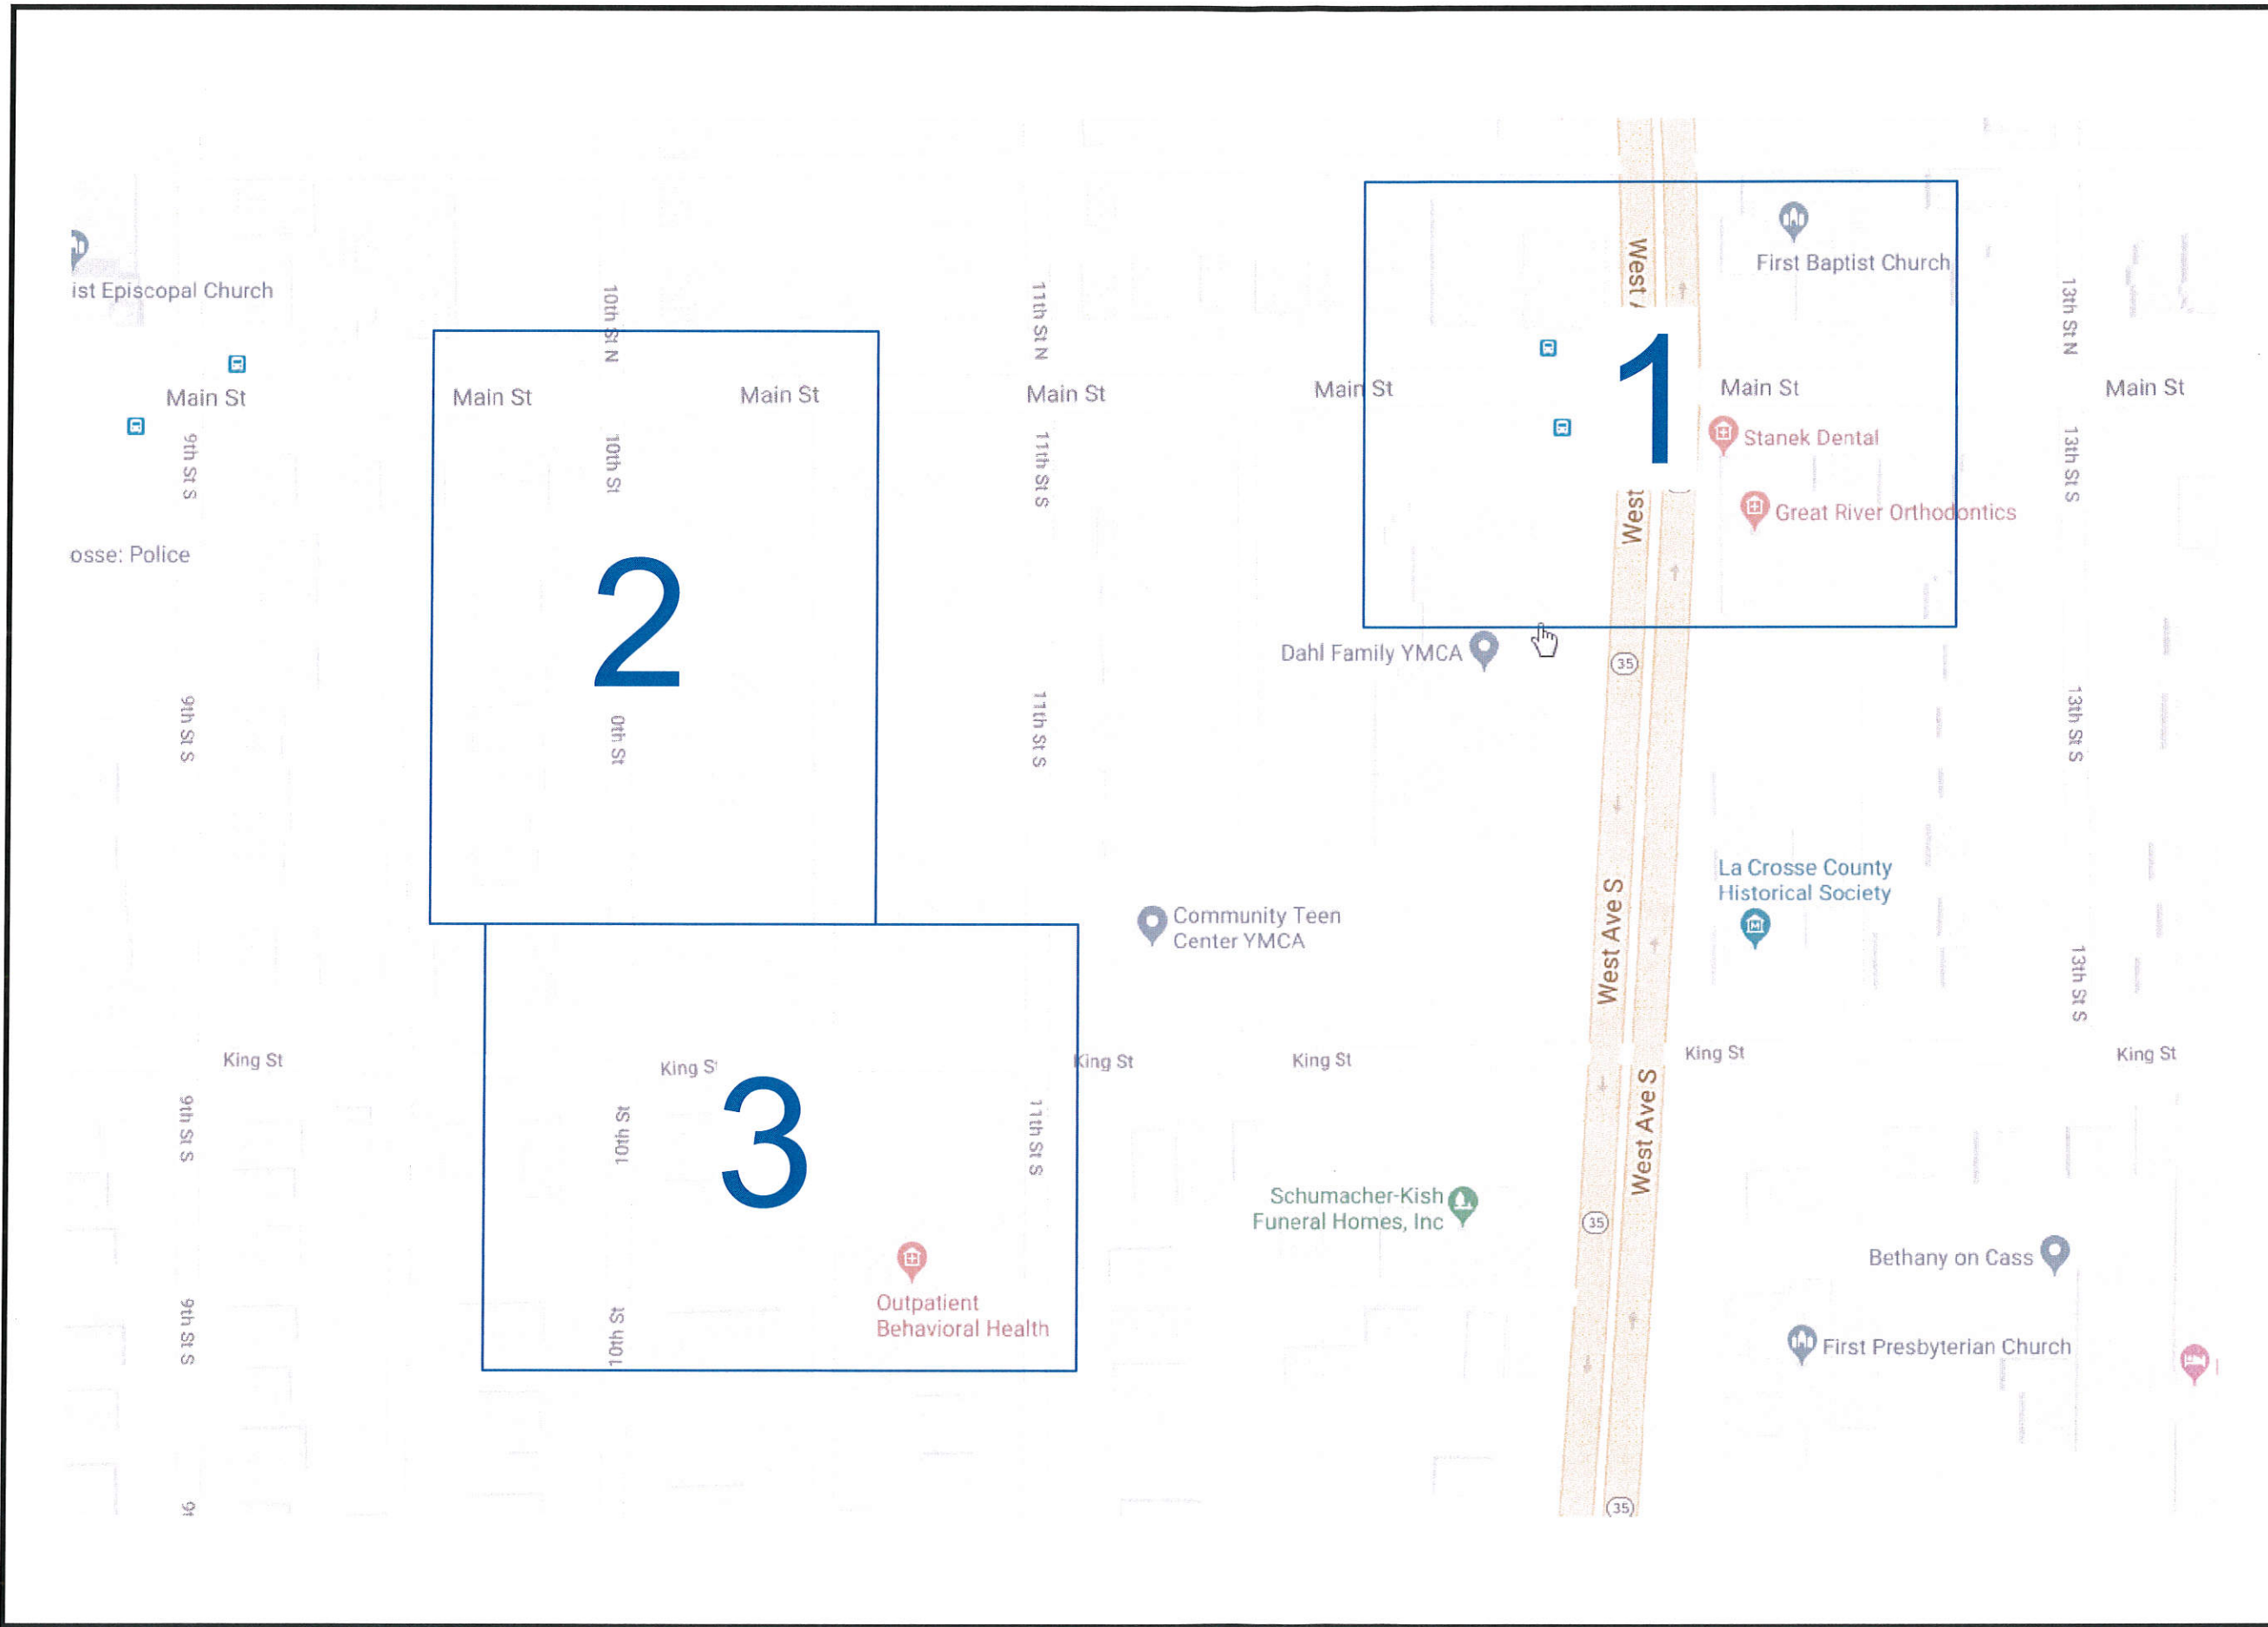 First Baptist Church
West
ist Episcopal Church
10th St N
11th St N
13th St N
Main St
Main St
Main St
Main St
Main St
Main St
Main St
1
9th St S
10th St
11th St S
Stanek Dental
13th St S
West
Great River Orthodontics
osse: Police
2
Dahl Family YMCA
35
9th St S
0th St
11th St S
13th St S
La Crosse County
Historical Society
Community Teen
Center YMCA
West Ave S
13th St S
King St
King S
King St
King St
King St
King St
9th St S
10th St
3
11th St S
West Ave S
Schumacher-Kish
Funeral Homes, Inc
35
Bethany on Cass
9th St S
10th St
Outpatient
Behavioral Health
First Presbyterian Church
35